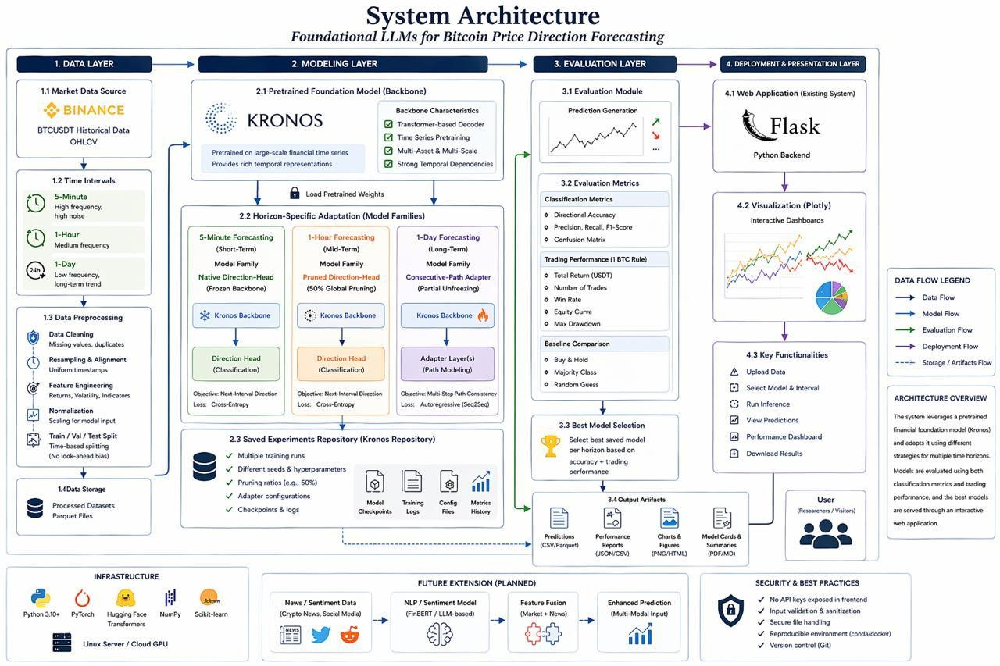 System Architecture
Foundational LLMs for Bitcoin Price Direction Forecasting
1. DATA LAYER
1.1 Market Data Source
BINANCE
BTCUSDT Historical Data
OHLCV
1.2 Time Intervals
5-Minute
High frequency,
high noise
1-Hour
Medium frequency
24h
1-Day
Low frequency,
long-term trend
1.3 Data Preprocessing
Data Cleaning
Missing values, duplicates
Resampling & Alignment
Uniform timestamps
Feature Engineering
Returns, Volatility, Indicators
Normalization
Scaling for model input
Train / Val / Test Split
Time-based splitting
(No look-ahead bias)
1.4 Data Storage
Processed Datasets
Parquet Files
2. MODELING LAYER
2.1 Pretrained Foundation Model (Backbone)
KRONOS
Pretrained on large-scale financial time series
Provides rich temporal representations
Backbone Characteristics
Transformer-based Decoder
Time Series Pretraining
Multi-Asset & Multi-Scale
Strong Temporal Dependencies
Load Pretrained Weights
2.2 Horizon-Specific Adaptation (Model Families)
5-Minute Forecasting
(Short-Term)
Model Family
Native Direction-Head
(Frozen Backbone)
Kronos Backbone
Direction Head
(Classification)
Objective: Next-Interval Direction
Loss: Cross-Entropy
1-Hour Forecasting
(Mid-Term)
Model Family
Pruned Direction-Head
(50% Global Pruning)
Kronos Backbone
Direction Head
(Classification)
Objective: Next-Interval Direction
Loss: Cross-Entropy
1-Day Forecasting
(Long-Term)
Model Family
Consecutive-Path Adapter
(Partial Unfreezing)
Kronos Backbone
Adapter Layer(s)
(Path Modeling)
Objective: Multi-Step Path Consistency
Loss: Autoregressive (Seq2Seq)
2.3 Saved Experiments Repository (Kronos Repository)
Multiple training runs
Different seeds & hyperparameters
Pruning ratios (e.g., 50%)
Adapter configurations
Checkpoints & logs
Model
Checkpoints
Training
Logs
Config
Files
Metrics
History
3. EVALUATION LAYER
3.1 Evaluation Module
Prediction Generation
...
3.2 Evaluation Metrics
Classification Metrics
Directional Accuracy
Precision, Recall, F1-Score
Confusion Matrix
Trading Performance (1 BTC Rule)
Total Return (USDT)
Number of Trades
Win Rate
Equity Curve
Max Drawdown
Baseline Comparison
Buy & Hold
Majority Class
Random Guess
3.3 Best Model Selection
Select best saved model
per horizon based on
accuracy + trading
performance
3.4 Output Artifacts
Predictions
(CSV/Parquet)
Performance
Reports
(JSON/CSV)
Charts &
Figures
(PNG/HTML)
Model Cards &
Summaries
(PDF/MD)
4. DEPLOYMENT & PRESENTATION LAYER
4.1 Web Application (Existing System)
Flask
Python Backend
4.2 Visualization (Plotly)
Interactive Dashboards
4.3 Key Functionalities
Upload Data
Select Model & Interval
Run Inference
View Predictions
Performance Dashboard
Download Results
User
(Researchers / Visitors)
DATA FLOW LEGEND
Data Flow
Model Flow
Evaluation Flow
Deployment Flow
Storage / Artifacts Flow
ARCHITECTURE OVERVIEW
The system leverages a pretrained
financial foundation model (Kronos)
and adapts it using different
strategies for multiple time horizons.
Models are evaluated using both
classification metrics and trading
performance, and the best models
are served through an interactive
web application.
INFRASTRUCTURE
Python 3.10+
PyTorch
Hugging Face
Transformers
NumPy
Scikit-learn
Linux Server / Cloud GPU
FUTURE EXTENSION (PLANNED)
News / Sentiment Data
(Crypto News, Social Media)
NEWS
NLP / Sentiment Model
(FinBERT / LLM-based)
Feature Fusion
(Market + News)
Enhanced Prediction
(Multi-Modal Input)
SECURITY & BEST PRACTICES
No API keys exposed in frontend
Input validation & sanitization
Secure file handling
Reproducible environment (conda/docker)
Version control (Git)